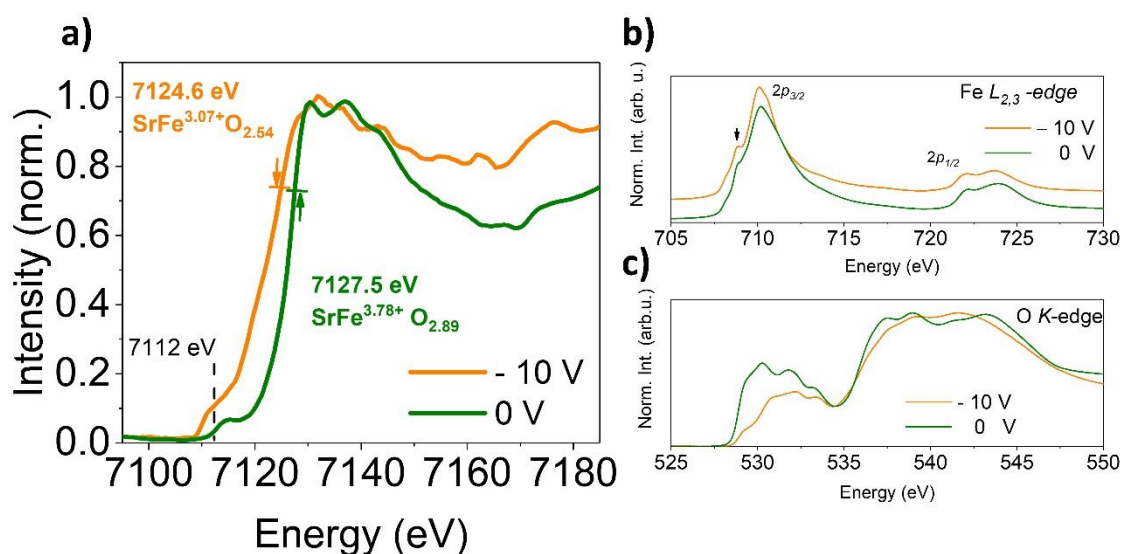 a)
7124.6 eV
SrFe3.07+O2.54
7127.5 eV
SrFe3.78+ O2.89
7112 eV
- 10 V
0 V
Intensity (norm.)
1.0
0.8
0.6
0.4
0.2
0.0
7100 7120 7140 7160 7180
Energy (eV)
b)
Norm. Int. (arb. u.)
2p3/2
2p1/2
Fe L2,3 -edge
– 10 V
0 V
705 710 715 720 725 730
Energy (eV)
c)
Norm. Int. (arb.u.)
O K-edge
- 10 V
0 V
525 530 535 540 545 550
Energy (eV)